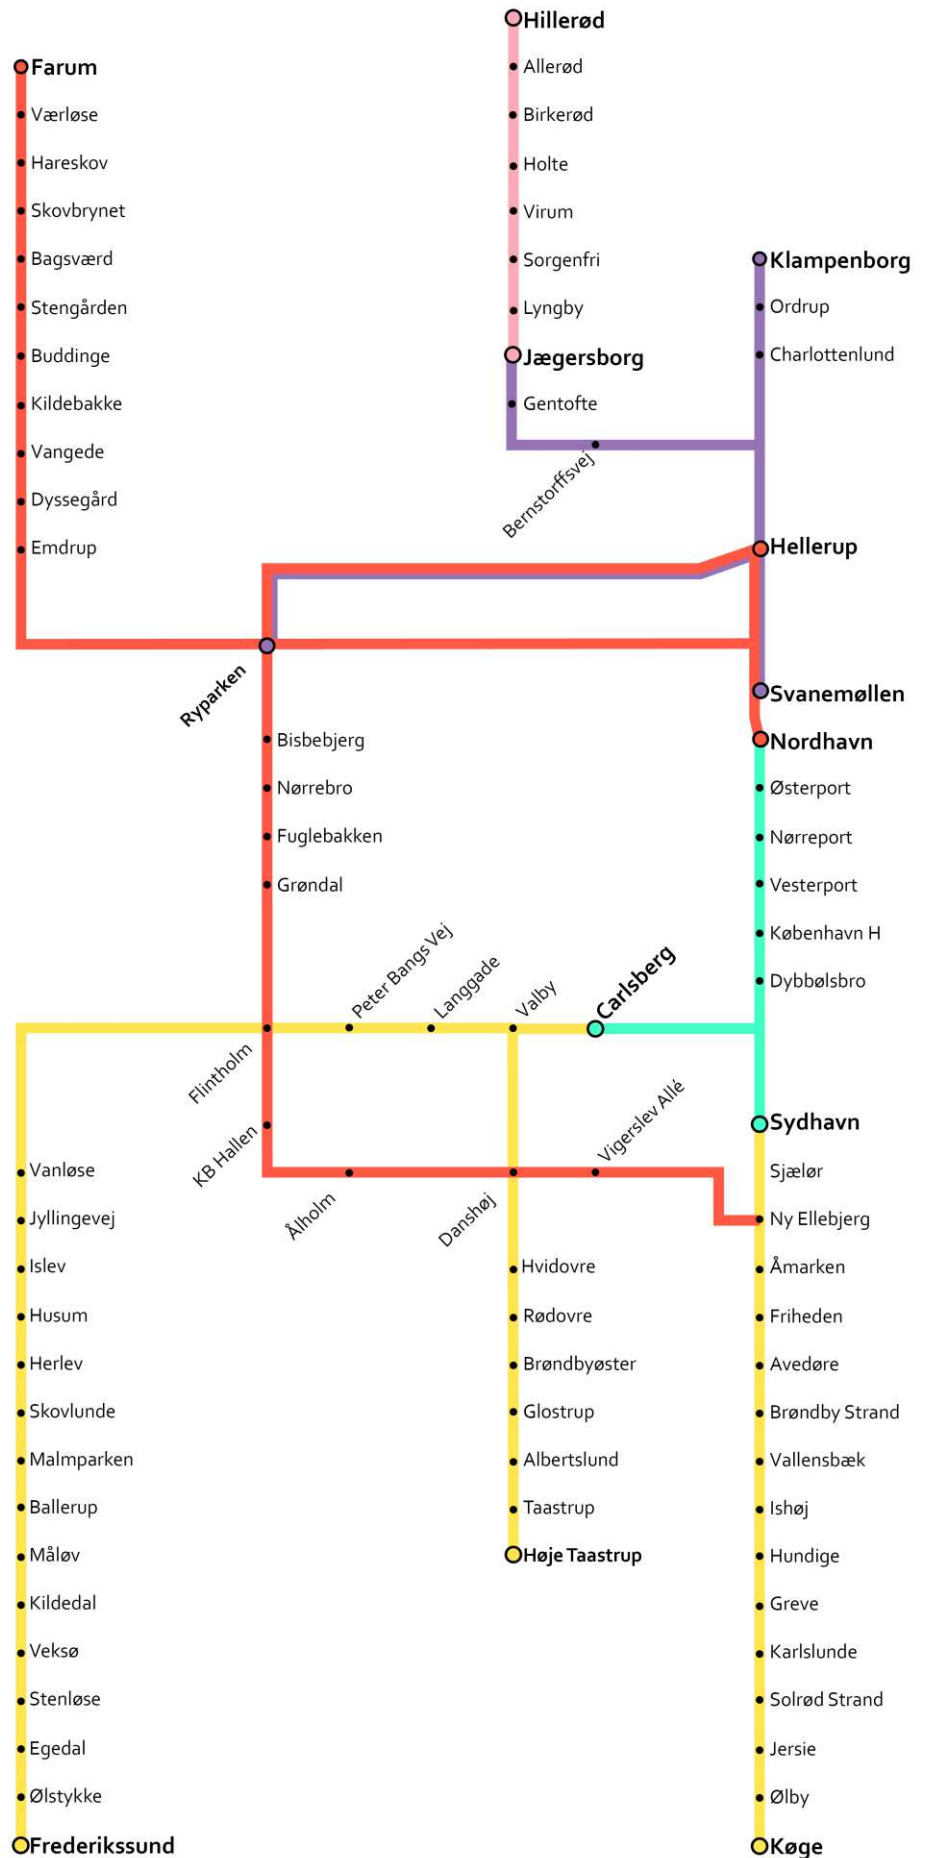 Hillerød
Allerød
Birkerød
Holte
Virum
Sorgenfri
Lyngby
Jægersborg
Gentofte
Bernstorffsvej
Farum
Værløse
Hareskov
Skovbrynet
Bagsværd
Stengården
Buddinge
Kildebakke
Vangede
Dyssegård
Emdrup
Klampenborg
Ordrup
Charlottenlund
Hellerup
Svanemøllen
Nordhavn
Østerport
Nørreport
Vesterport
København H
Dybbølsbro
Ryparken
Bisbebjerg
Nørrebro
Fuglebakken
Grøndal
Flintholm
Peter Bangs Vej
Langgade
Valby
Carlsberg
KB Hallen
Ålholm
Danshøj
Vigerslev Allé
Sydhavn
Sjælør
Ny Ellebjerg
Åmarken
Friheden
Avedøre
Brøndby Strand
Vallensbæk
Ishøj
Hundige
Greve
Karlslunde
Solrød Strand
Jersie
Ølby
Køge
Hvidovre
Rødovre
Brøndbyøster
Glostrup
Albertslund
Taastrup
Høje Taastrup
Vanløse
Jyllingevej
Islev
Husum
Herlev
Skovlunde
Malmparken
Ballerup
Måløv
Kildedal
Veksø
Stenløse
Egedal
Ølstykke
Frederikssund